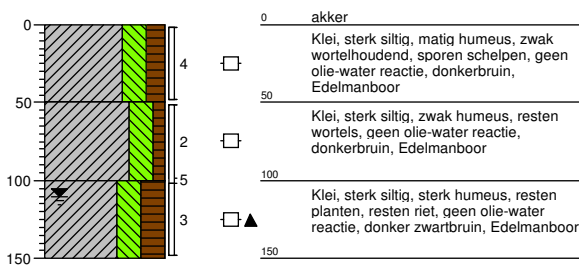 0
50
100
150
4
2
5
3
0 akker
Klei, sterk siltig, matig humeus, zwak
wortelhoudend, sporen schelpen, geen
olie-water reactie, donkerbruin,
Edelmanboor
50
Klei, sterk siltig, zwak humeus, resten
wortels, geen olie-water reactie,
donkerbruin, Edelmanboor
100
Klei, sterk siltig, sterk humeus, resten
planten, resten riet, geen olie-water
reactie, donker zwartbruin, Edelmanboor
150